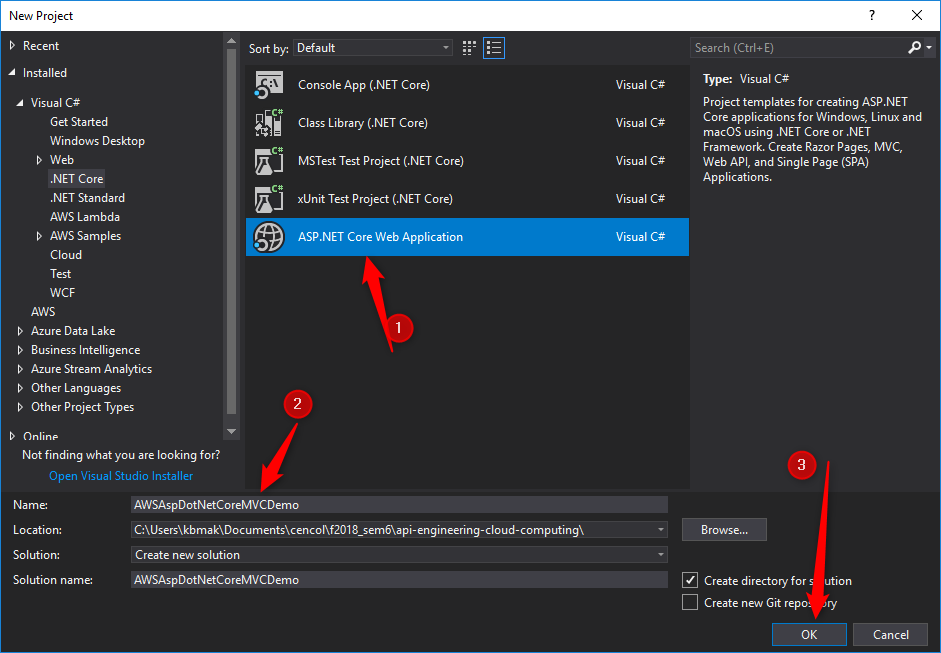 New Project
?
Recent
Installed
Visual C#
Get Started
Windows Desktop
Web
.NET Core
.NET Standard
AWS Lambda
AWS Samples
Cloud
Test
WCF
AWS
Azure Data Lake
Business Intelligence
Azure Stream Analytics
Other Languages
Other Project Types
Online
Not finding what you are looking for?
Open Visual Studio Installer
Sort by: Default
Console App (.NET Core) Visual C#
Class Library (.NET Core) Visual C#
MSTest Test Project (.NET Core) Visual C#
xUnit Test Project (.NET Core) Visual C#
ASP.NET Core Web Application Visual C#
1
2
3
Search (Ctrl+E)
Type: Visual C#
Project templates for creating ASP.NET
Core applications for Windows, Linux and
macOS using .NET Core or .NET
Framework. Create Razor Pages, MVC,
Web API, and Single Page (SPA)
Applications.
Name: AWSAspDotNetCoreMVCDemo
Location: C:\Users\kbmak\Documents\cencol\f2018_sem6\api-engineering-cloud-computing\
Browse...
Solution: Create new solution
Solution name: AWSAspDotNetCoreMVCDemo
Create directory for solution
Create new Git repository
OK
Cancel